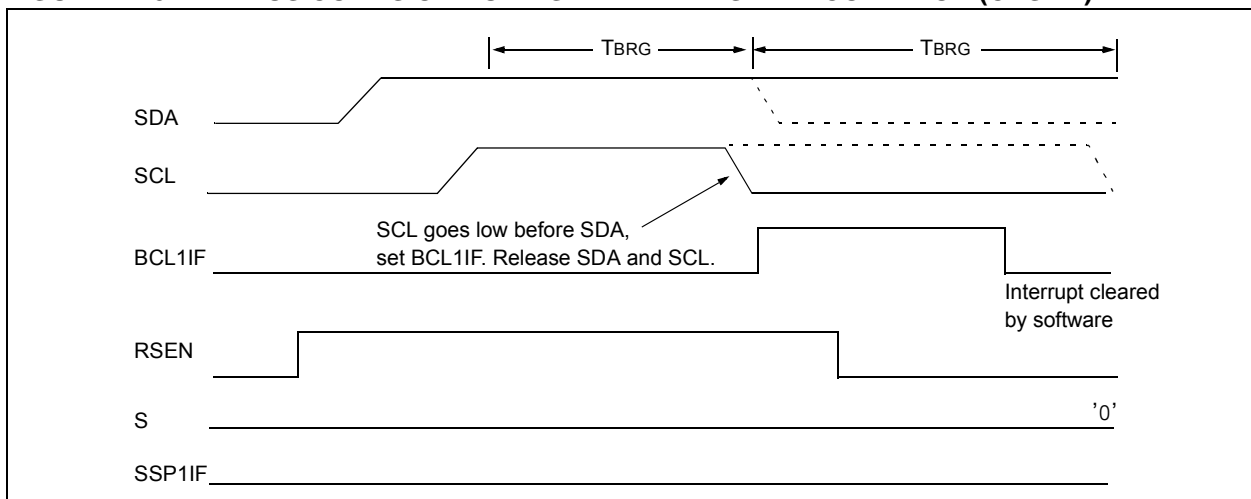 TBRG TBRG
SDA
SCL
SCL goes low before SDA,
set BCL1IF. Release SDA and SCL.
BCL1IF
Interrupt cleared
by software
RSEN
S '0'
SSP1IF